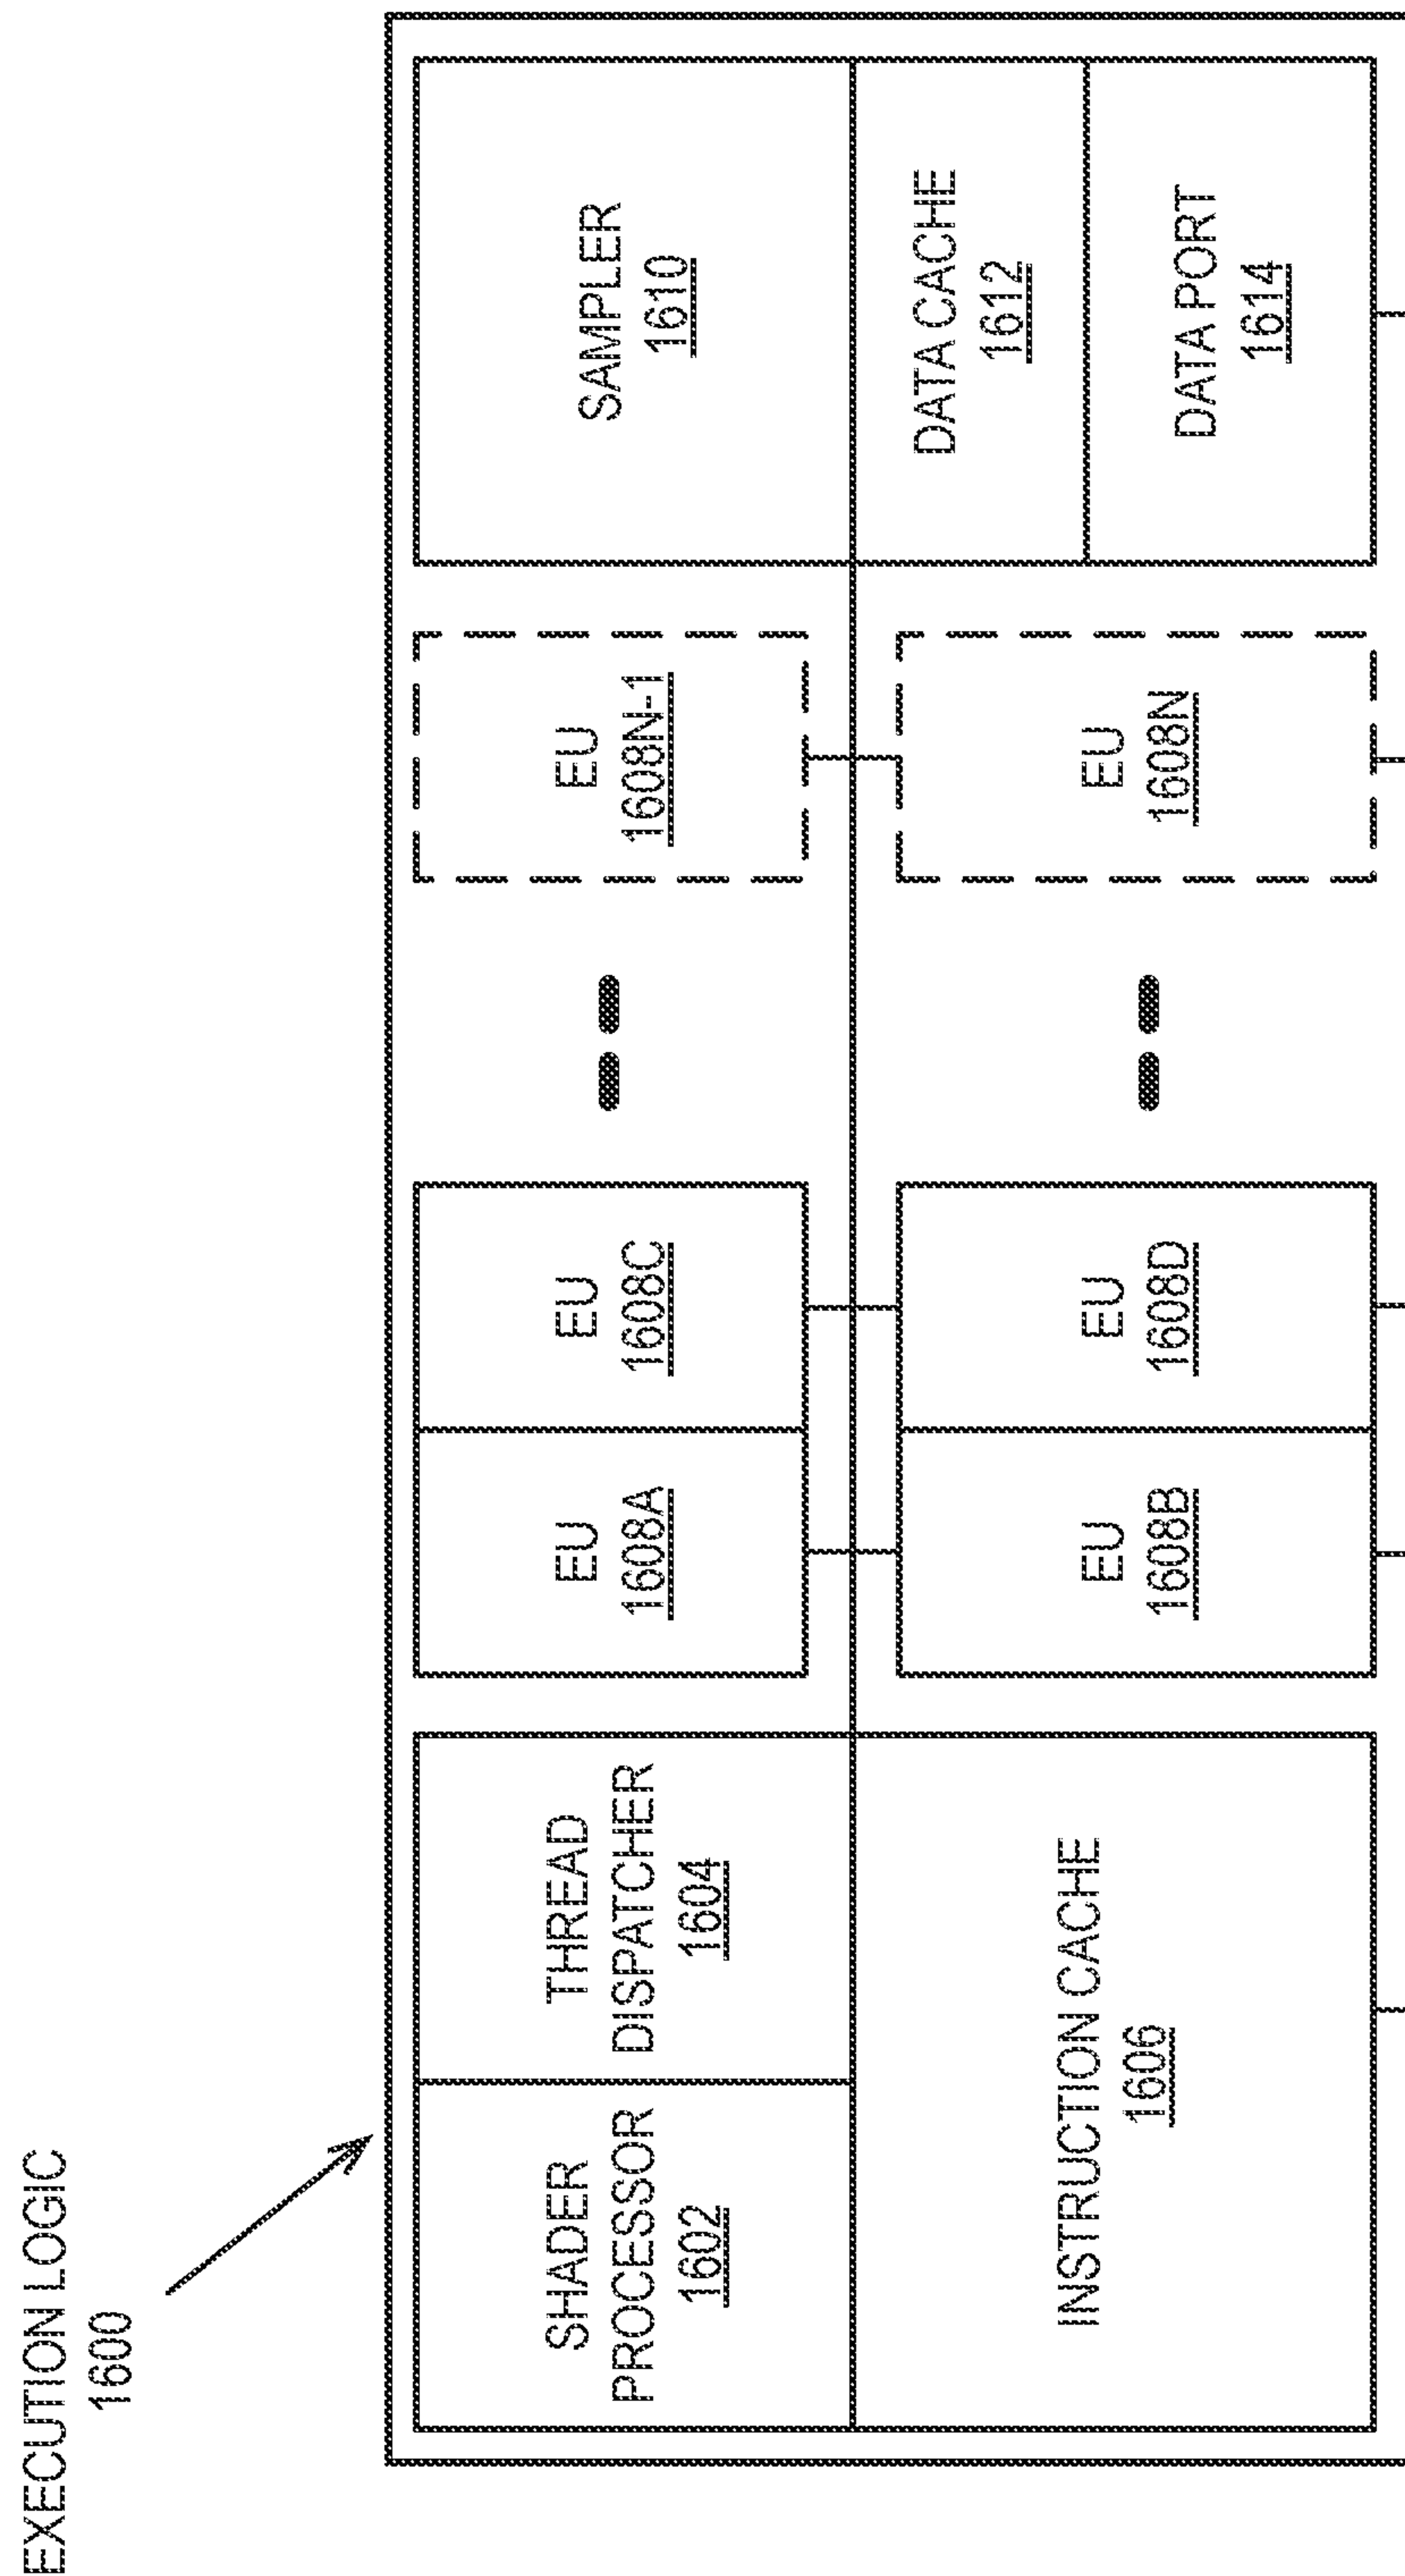 EXECUTION LOGIC
1600
SHADER
PROCESSOR
1602
THREAD
DISPATCHER
1604
EU
1608A
EU
1608C
EU
1608N-1
SAMPLER
1610
INSTRUCTION CACHE
1606
EU
1608B
EU
1608D
EU
1608N
DATA CACHE
1612
DATA PORT
1614